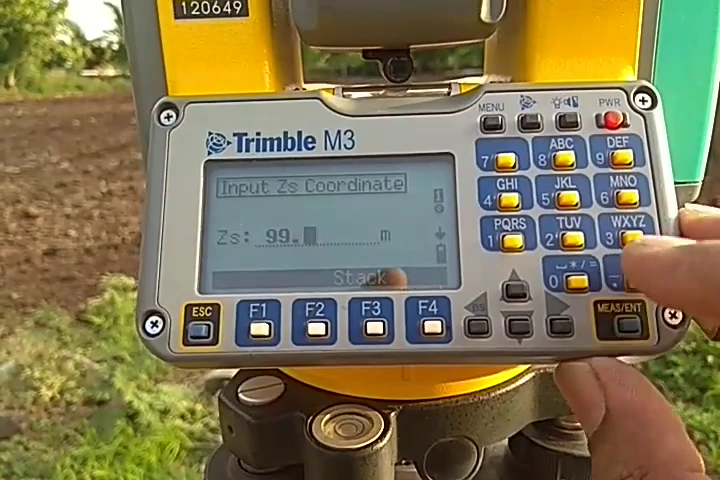 120649
Trimble M3
MENU PWR
Input Zs Coordinate
Zs: 99. m
Stack
7 8 ABC 9 DEF
4 GHI 5 JKL 6 MNO
1 PQRS 2 TUV 3 WXYZ
0 ⎵*/= .
ESC F1 F2 F3 F4 BS MEAS/ENT